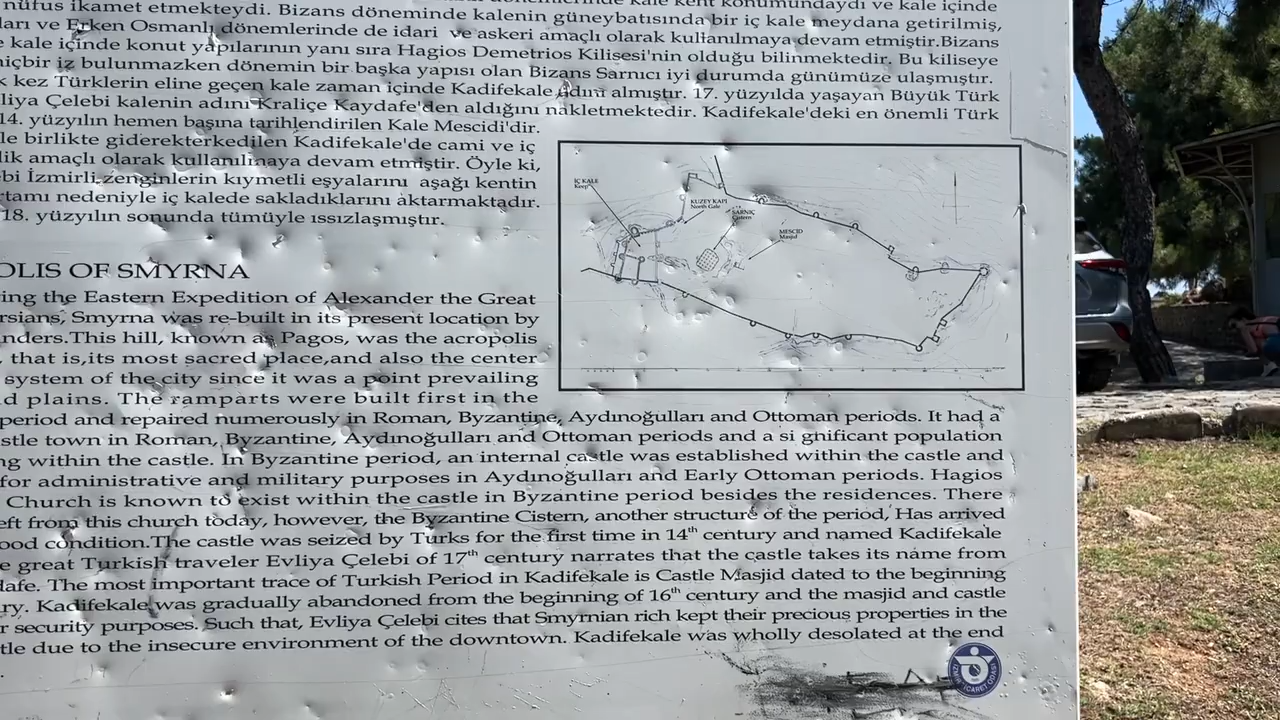 nüfus ikamet etmekteydi. Bizans döneminde kalenin güneybatısında bir iç kale meydana getirilmiş,
ve Erken Osmanlı dönemlerinde de idari ve askeri amaçlı olarak kullanılmaya devam etmiştir.Bizans
kale içinde konut yapılarının yanı sıra Hagios Demetrios Kilisesi'nin olduğu bilinmektedir. Bu kiliseye
hiçbir iz bulunmazken dönemin bir başka yapısı olan Bizans Sarnıcı iyi durumda günümüze ulaşmıştır.
kez Türklerin eline geçen kale zaman içinde Kadifekale adını almıştır. 17. yüzyılda yaşayan Büyük Türk
liya Çelebi kalenin adını Kraliçe Kaydafe'den aldığını nakletmektedir. Kadifekale'deki en önemli Türk
14. yüzyılın hemen başına tarihlendirilen Kale Mescidi'dir.
le birlikte giderekterkedilen Kadifekale'de cami ve iç
lik amaçlı olarak kullanılmaya devam etmiştir. Öyle ki,
ebi İzmirli zenginlerin kıymetli eşyalarını aşağı kentin
rtamı nedeniyle iç kalede sakladıklarını aktarmaktadır.
18. yüzyılın sonunda tümüyle ıssızlaşmıştır.
İÇ KALE
Keep
KUZEY KAPI
North Gate
SARNIÇ
Cistern
MESCİD
Masjid
OLIS OF SMYRNA
ring the Eastern Expedition of Alexander the Great
rsians, Smyrna was re-built in its present location by
nders.This hill, known as Pagos, was the acropolis
, that is,its most sacred place,and also the center
system of the city since it was a point prevailing
d plains. The ramparts were built first in the
period and repaired numerously in Roman, Byzantine, Aydınoğulları and Ottoman periods. It had a
stle town in Roman, Byzantine, Aydınoğulları and Ottoman periods and a si gnificant population
ng within the castle. In Byzantine period, an internal castle was established within the castle and
for administrative and military purposes in Aydınoğulları and Early Ottoman periods. Hagios
Church is known to exist within the castle in Byzantine period besides the residences. There
eft from this church today, however, the Byzantine Cistern, another structure of the period, Has arrived
ood condition.The castle was seized by Turks for the first time in 14th century and named Kadifekale
e great Turkish traveler Evliya Çelebi of 17th century narrates that the castle takes its name from
dafe. The most important trace of Turkish Period in Kadifekale is Castle Masjid dated to the beginning
ry. Kadifekale was gradually abandoned from the beginning of 16th century and the masjid and castle
r security purposes. Such that, Evliya Çelebi cites that Smyrnian rich kept their precious properties in the
tle due to the insecure environment of the downtown. Kadifekale was wholly desolated at the end
İZMİR TİCARET ODASI